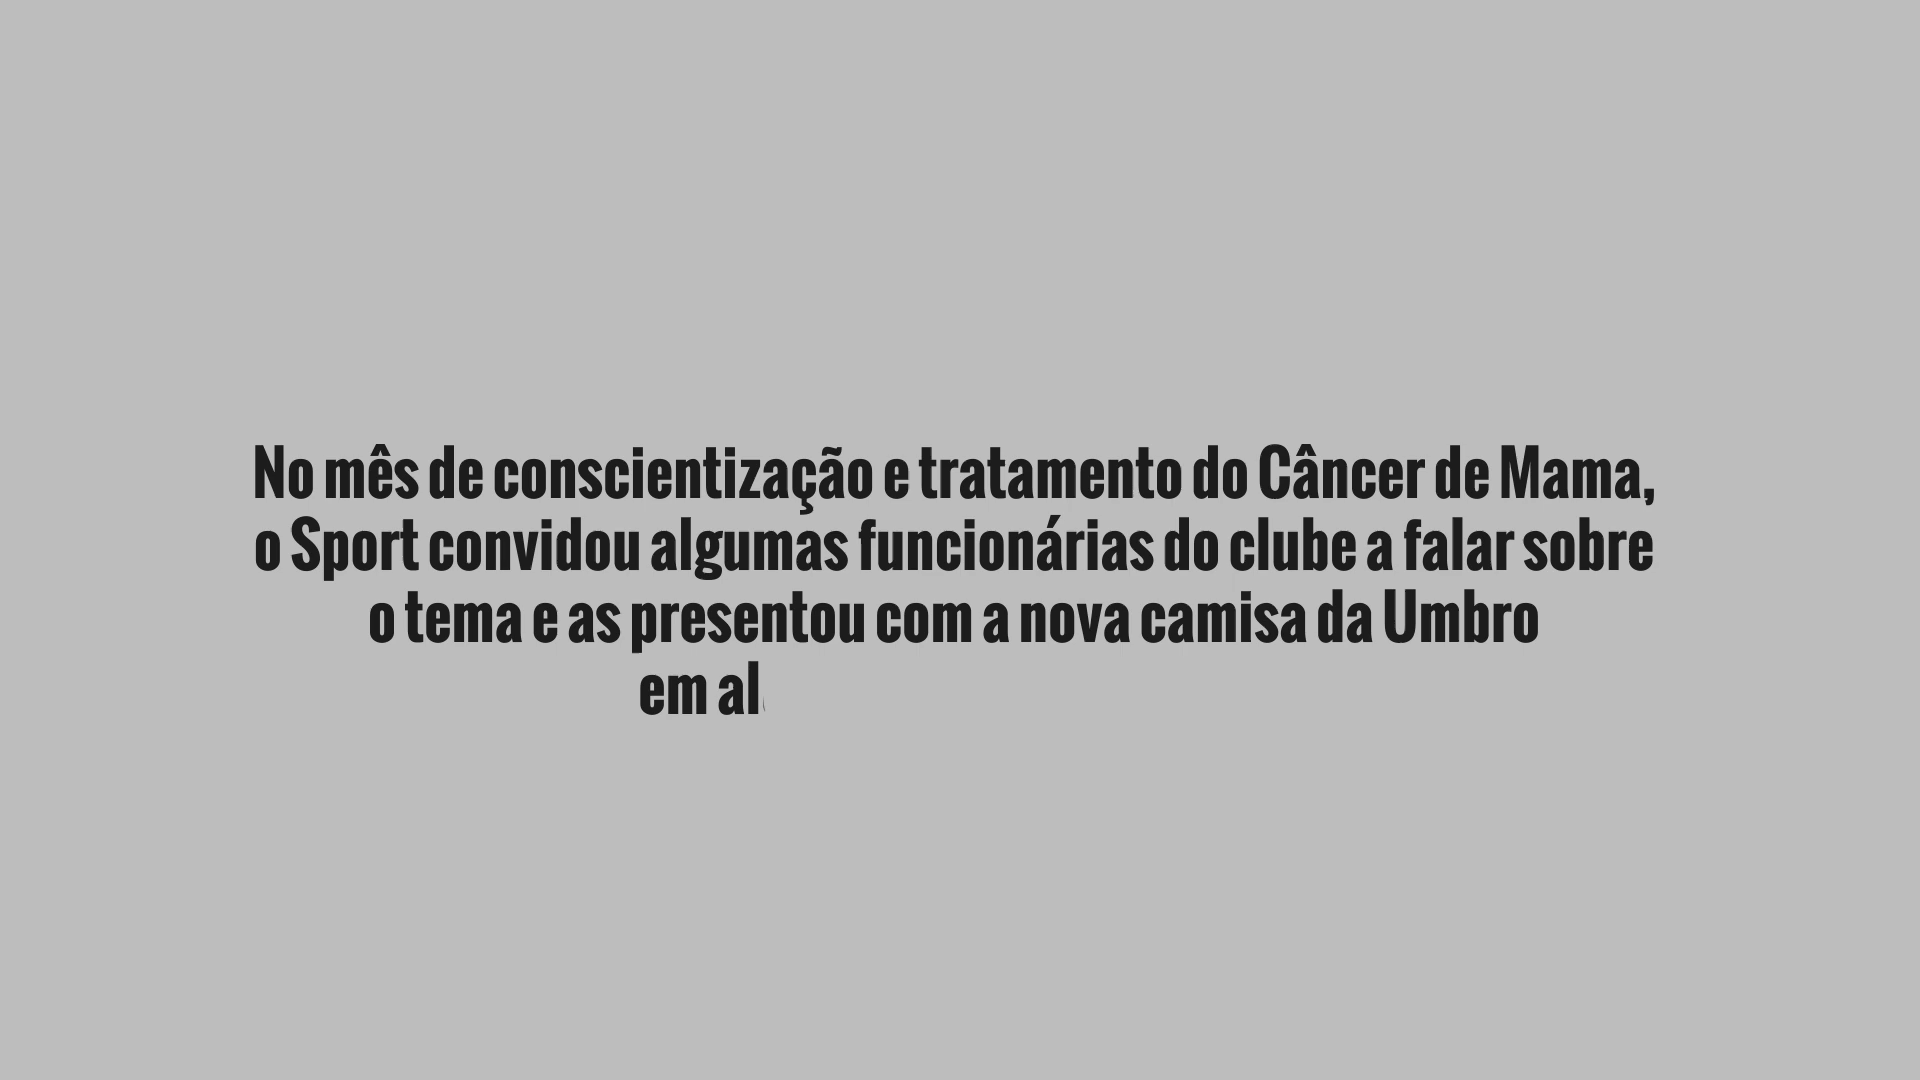 No mês de conscientização e tratamento do Câncer de Mama,
o Sport convidou algumas funcionárias do clube a falar sobre
o tema e as presentou com a nova camisa da Umbro
em al